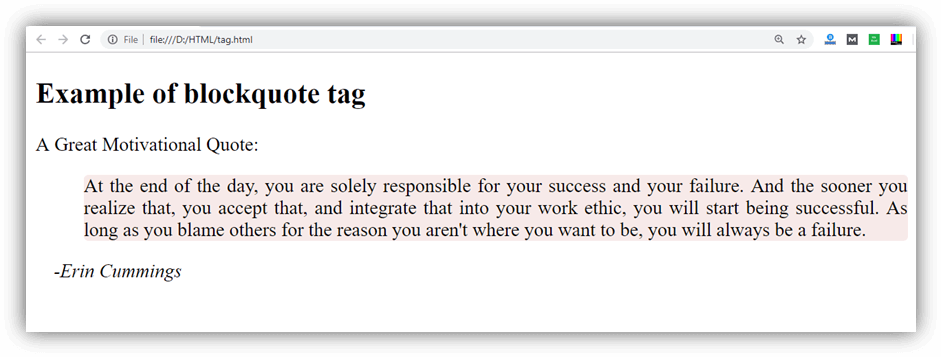 File | file:///D:/HTML/tag.html
Example of blockquote tag
A Great Motivational Quote:
At the end of the day, you are solely responsible for your success and your failure. And the sooner you
realize that, you accept that, and integrate that into your work ethic, you will start being successful. As
long as you blame others for the reason you aren't where you want to be, you will always be a failure.
-Erin Cummings